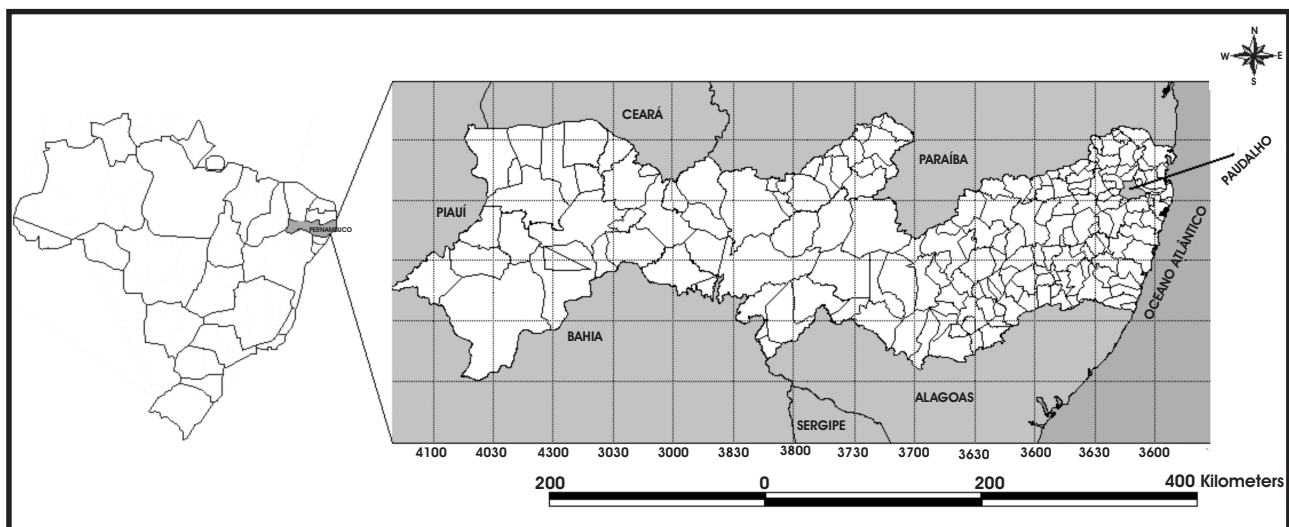 N
W E
S
CEARÁ
PARAÍBA
PAUDALHO
PIAUÍ
PERNAMBUCO
OCEANO ATLÂNTICO
BAHIA
ALAGOAS
SERGIPE
4100 4030 4300 3030 3000 3830 3800 3730 3700 3630 3600 3630 3600
200 0 200 400 Kilometers